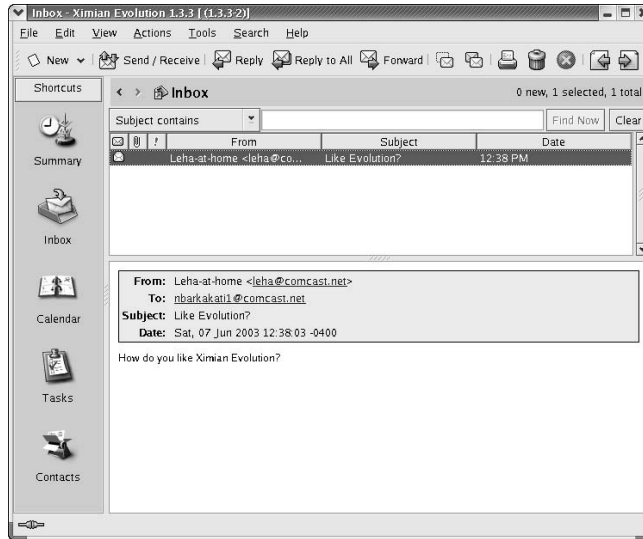 Inbox - Ximian Evolution 1.3.3 [ (1.3.3-2)]
File Edit View Actions Tools Search Help
New Send / Receive Reply Reply to All Forward
Shortcuts
Inbox 0 new, 1 selected, 1 total
Subject contains Find Now Clear
! From Subject Date
Leha-at-home <leha@co... Like Evolution? 12:38 PM
Summary
Inbox
Calendar
Tasks
Contacts
From: Leha-at-home <leha@comcast.net>
To: nbarkakati1@comcast.net
Subject: Like Evolution?
Date: Sat, 07 Jun 2003 12:38:03 -0400
How do you like Ximian Evolution?